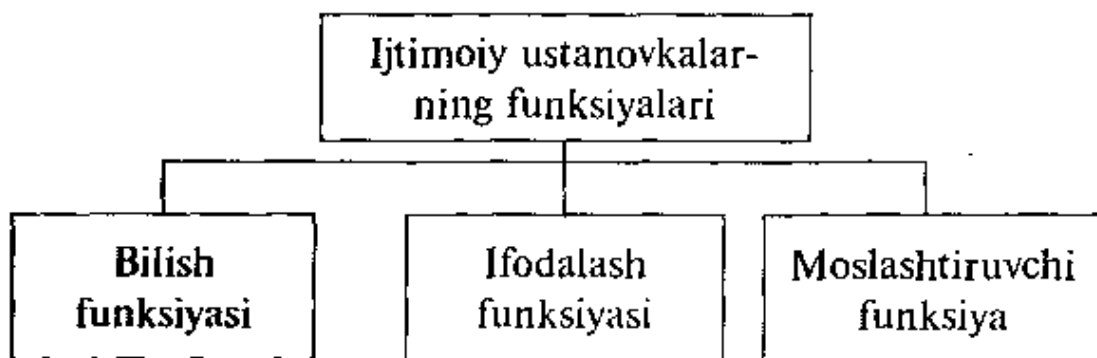 Ijtimoiy ustanovkalar-
ning funksiyalari
Bilish
funksiyasi
Ifodalash
funksiyasi
Moslashtiruvchi
funksiya